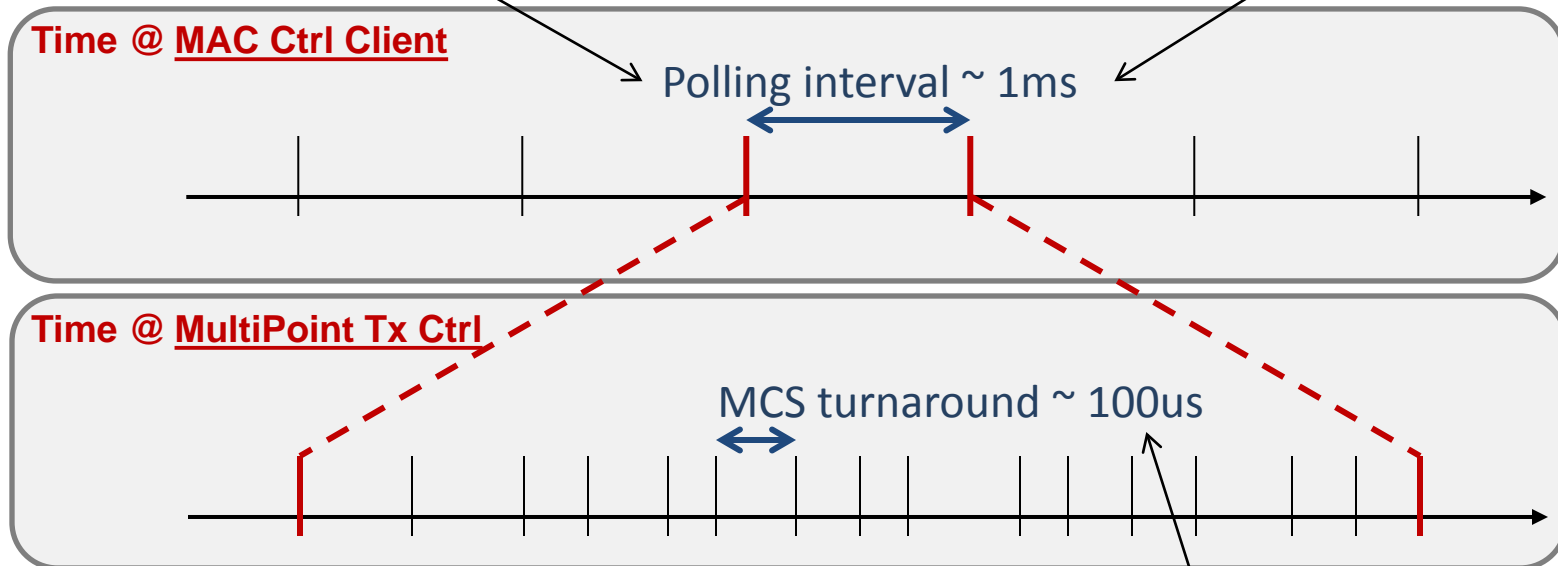 Time @ MAC Ctrl Client
Polling interval ~ 1ms
Time @ MultiPoint Tx Ctrl
MCS turnaround ~ 100us